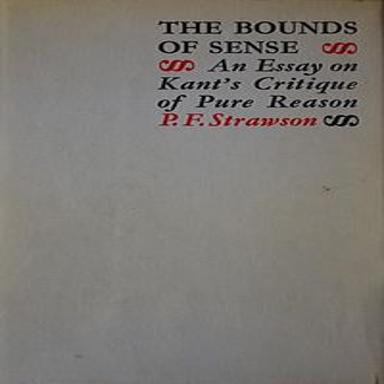 THE BOUNDS
OF SENSE
An Essay on
Kant's Critique
of Pure Reason
P. F. Strawson